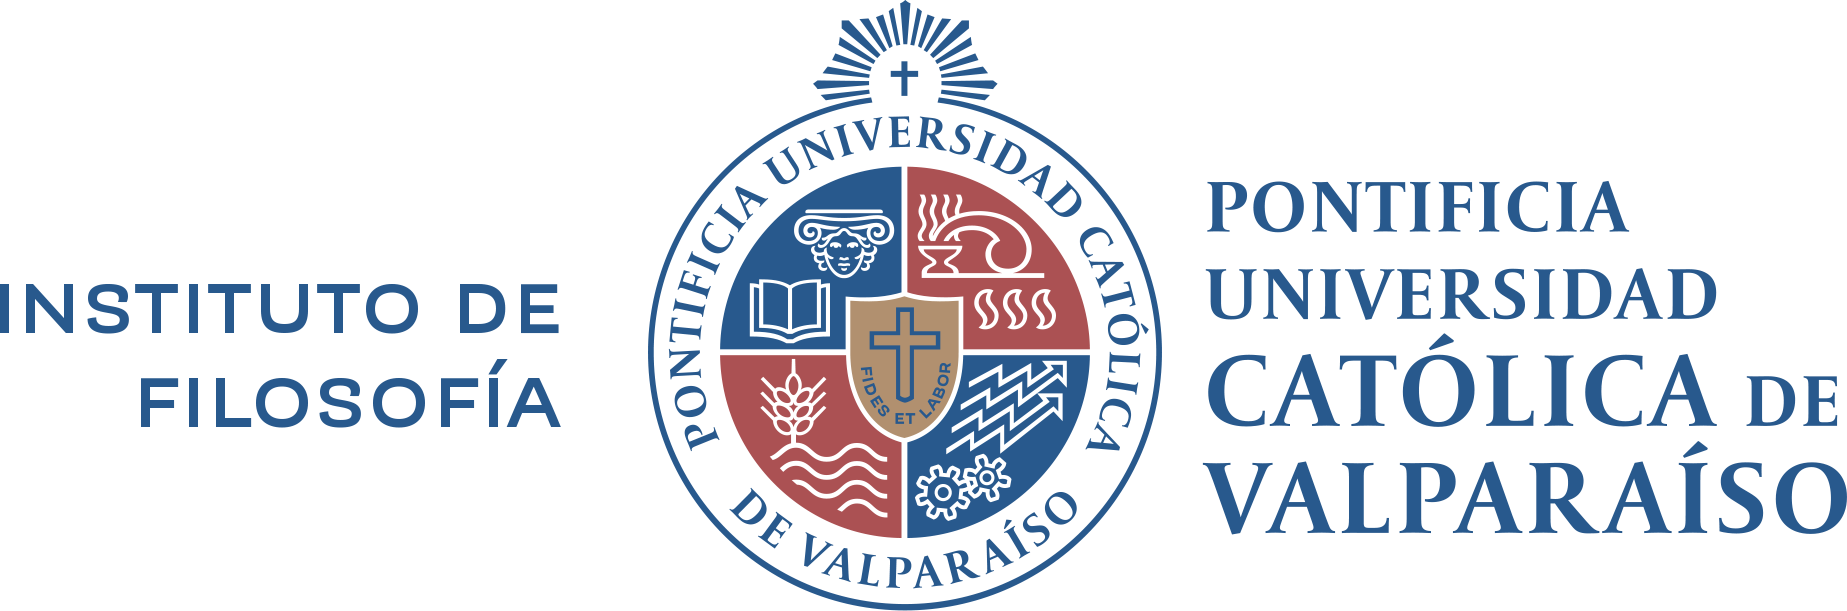 INSTITUTO DE
FILOSOFÍA
PONTIFICIA UNIVERSIDAD CATÓLICA
DE VALPARAÍSO
FIDES ET LABOR
PONTIFICIA
UNIVERSIDAD
CATÓLICA DE
VALPARAÍSO